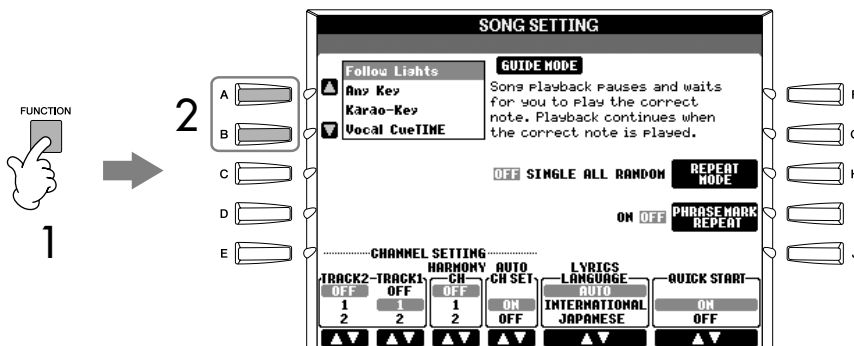 SONG SETTING
Follow Lights
Any Key
Karao-Key
Vocal CueTIME
GUIDE MODE
Song playback pauses and waits
for you to play the correct
note. Playback continues when
the correct note is played.
FUNCTION
1
2
A
B
C
D
E
OFF SINGLE ALL RANDOM
REPEAT
MODE
ON OFF
PHRASE MARK
REPEAT
CHANNEL SETTING
TRACK2
OFF
1
2
TRACK1
OFF
1
2
HARMONY
CH
OFF
1
2
AUTO
CH SET
ON
OFF
LYRICS
LANGUAGE
AUTO
INTERNATIONAL
JAPANESE
QUICK START
ON
OFF